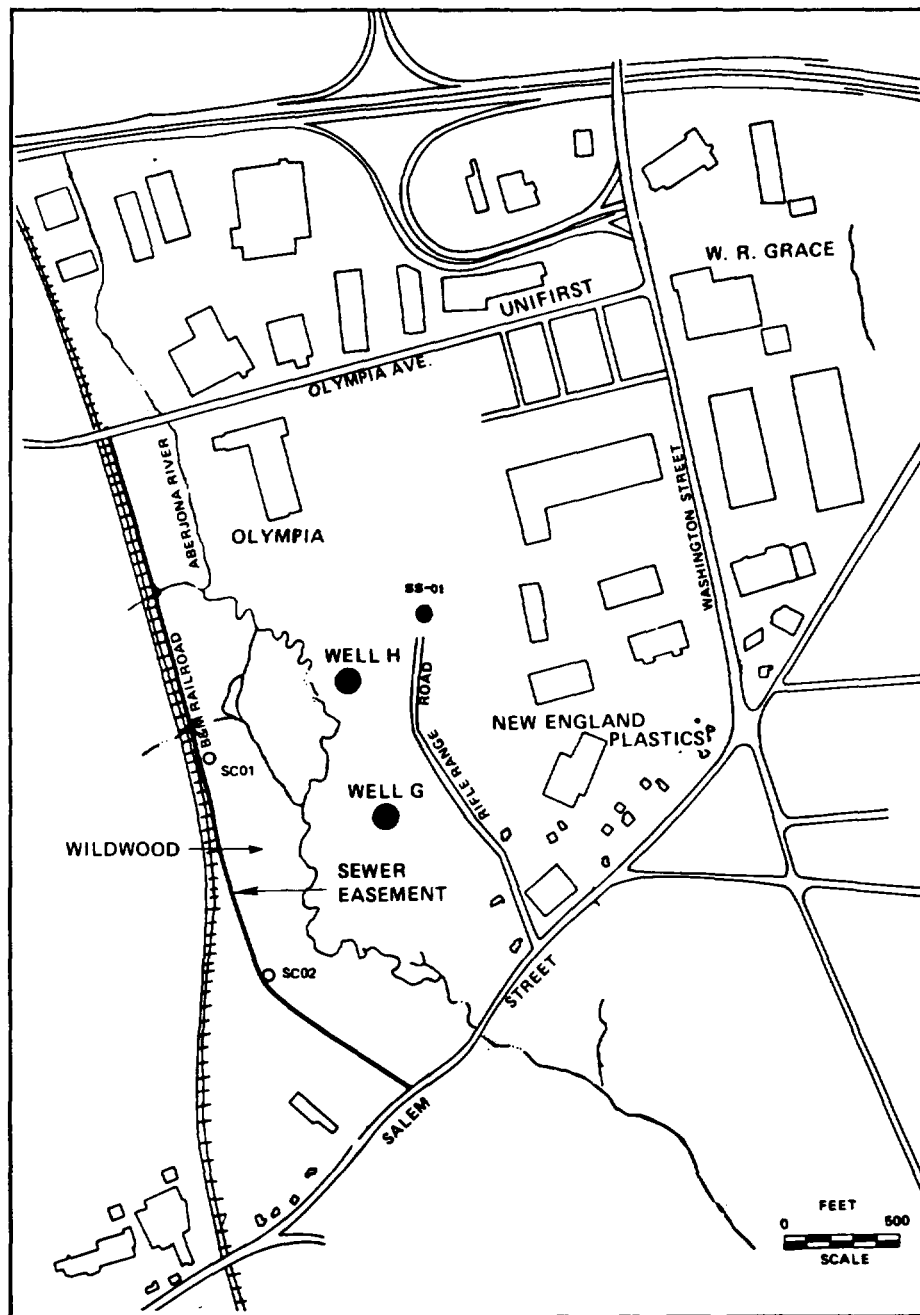 W. R. GRACE
UNIFIRST
OLYMPIA AVE.
ABERJONA RIVER
WASHINGTON STREET
OLYMPIA
SS-01
WELL H
ROAD
B&M RAILROAD
NEW ENGLAND
PLASTICS
SC01
RIFLE RANGE
WELL G
WILDWOOD
SEWER
EASEMENT
SC02
STREET
SALEM
FEET
0 500
SCALE